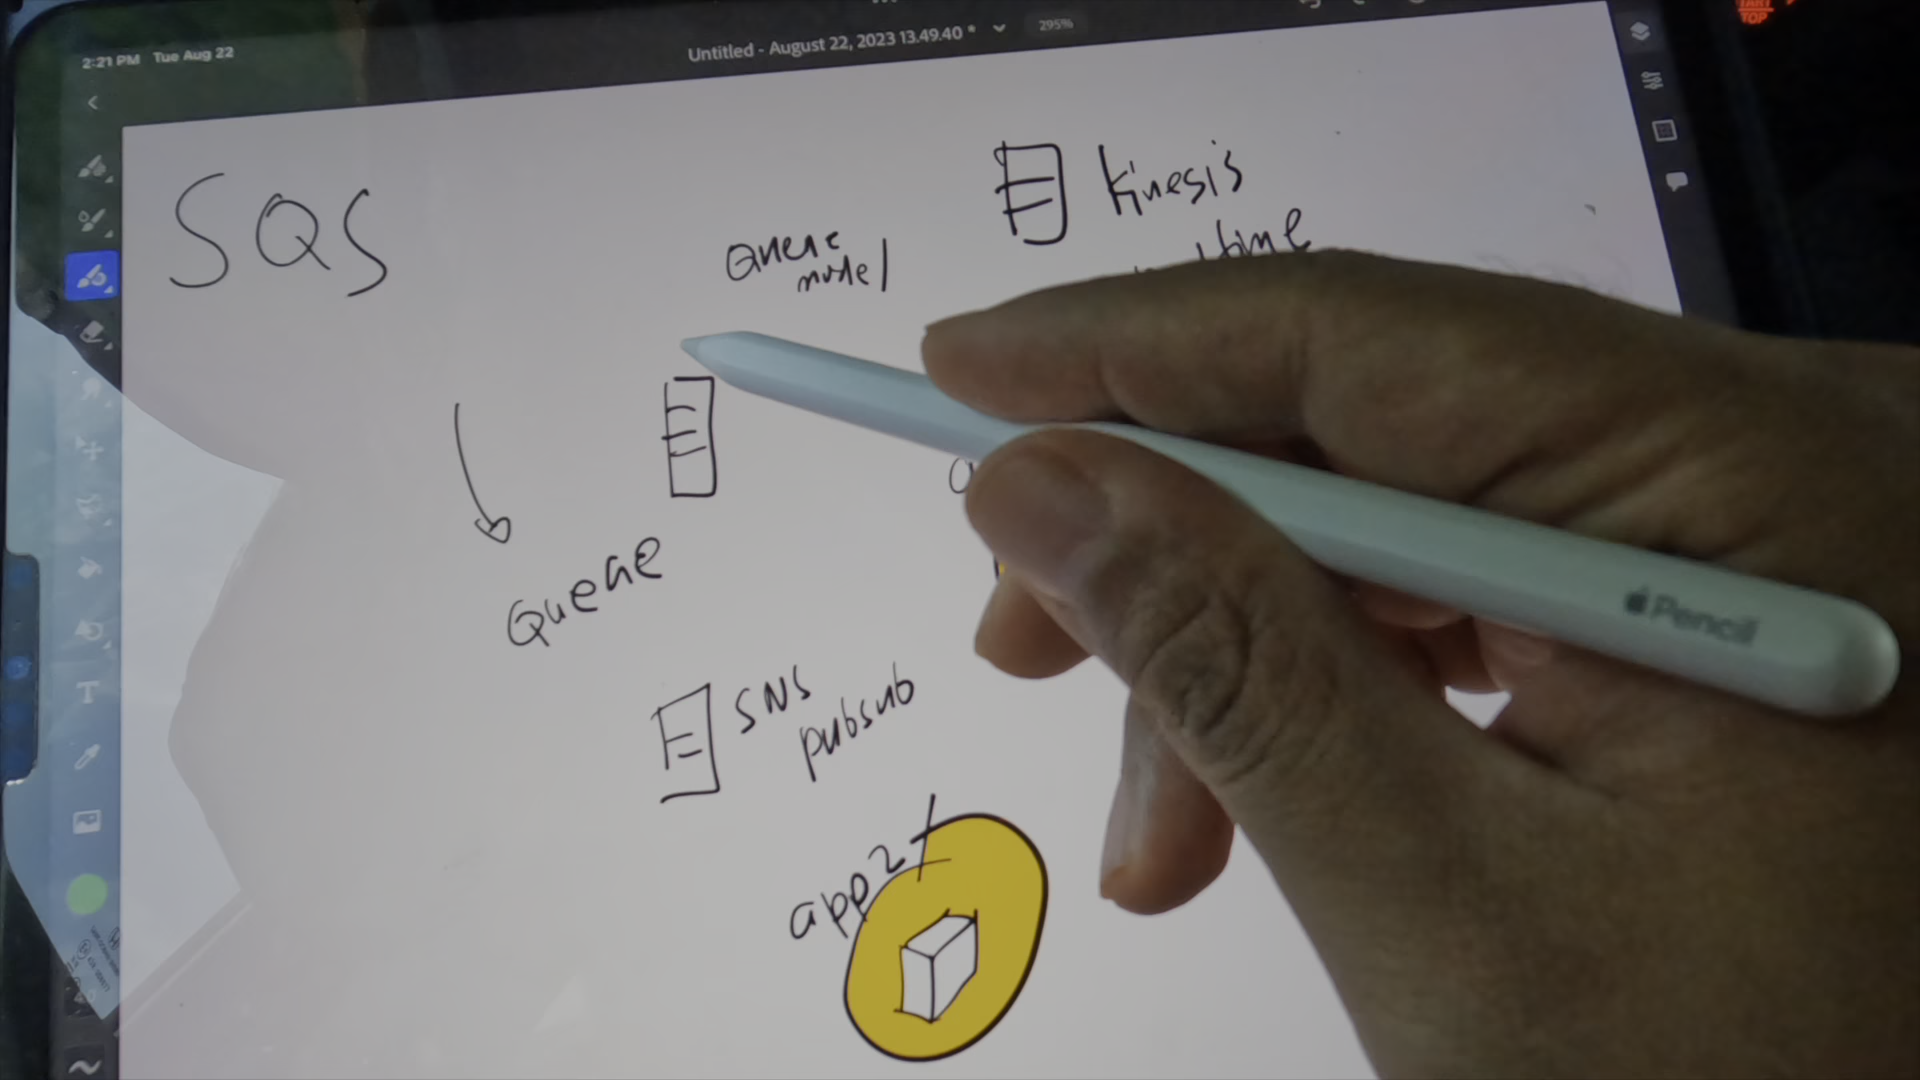 2:21 PM Tue Aug 22
Untitled - August 22, 2023 13.49.40 *
295%
SQS
Kinesis
time
Queue
model
Queue
SNS
pubsub
app2
T
Pencil